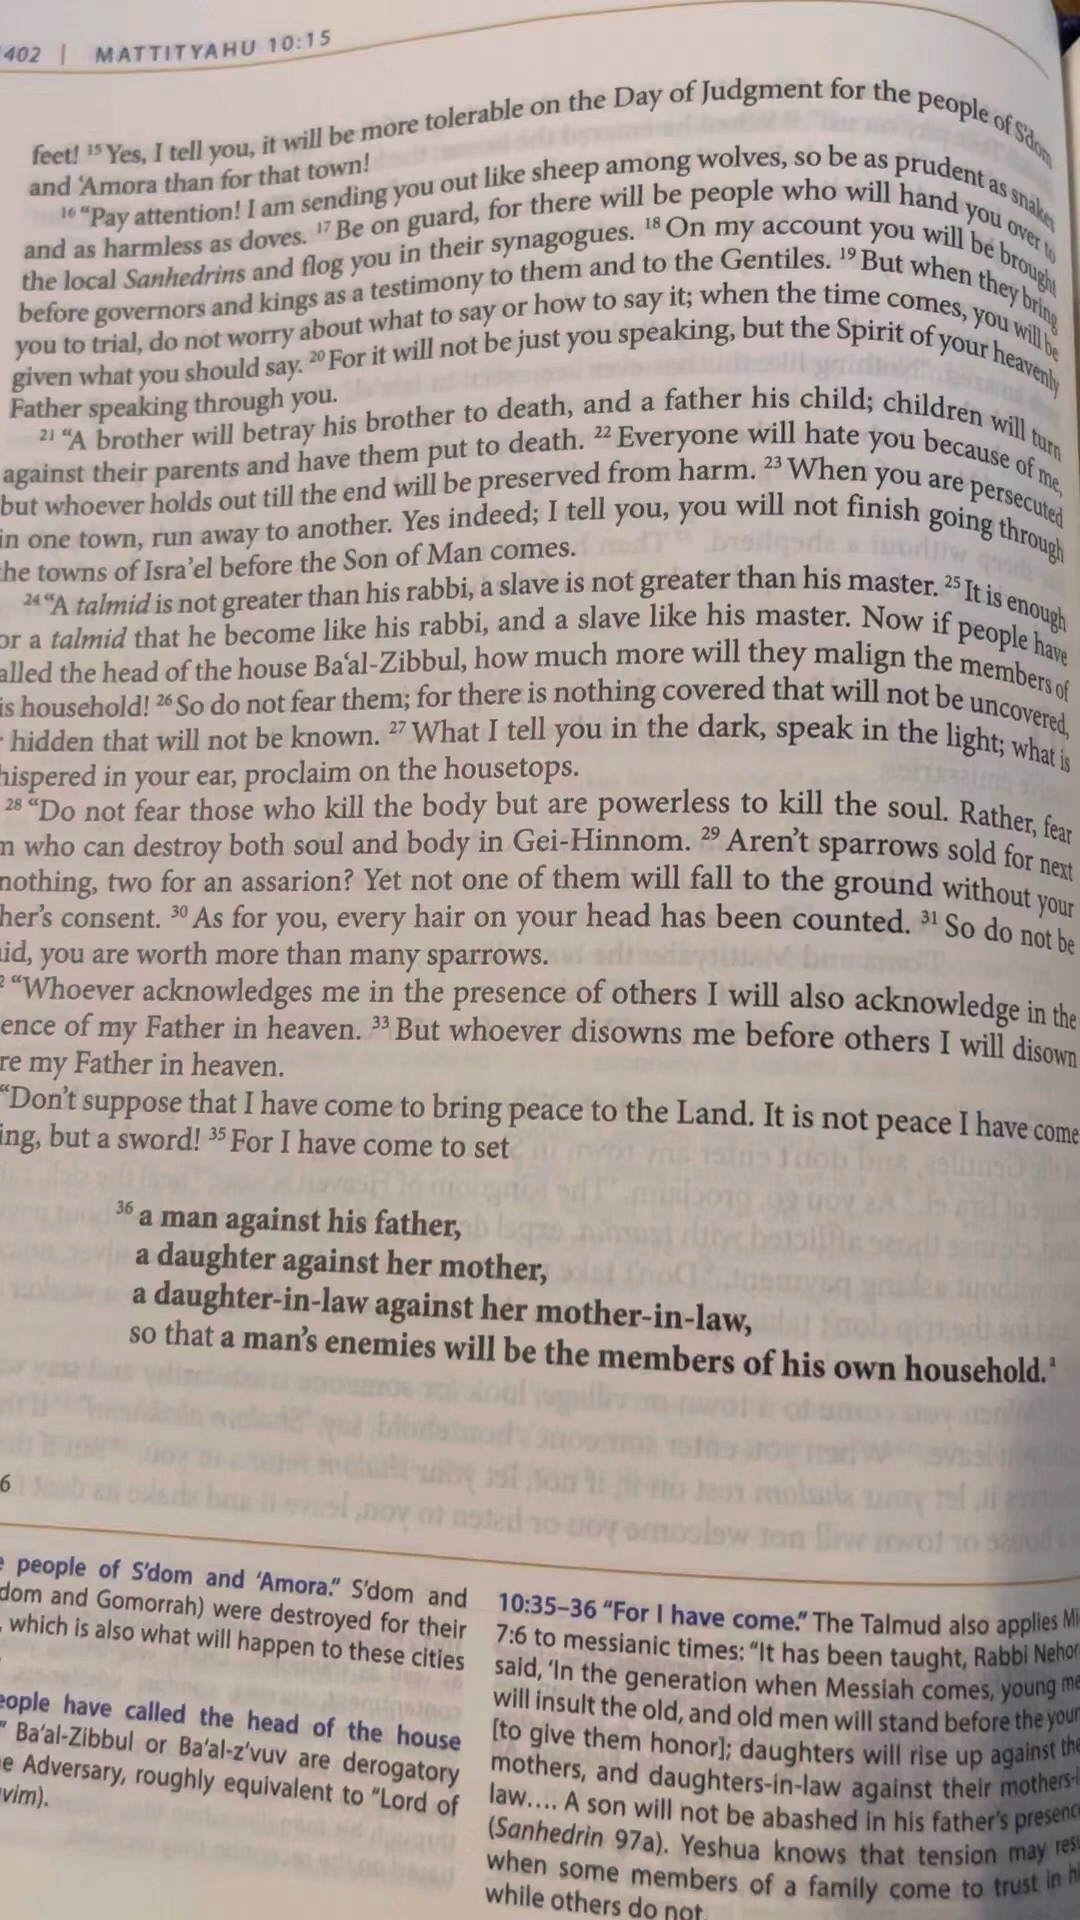 402 | MATTITYAHU 10:15
feet! 15 Yes, I tell you, it will be more tolerable on the Day of Judgment for the people of S'dom
and 'Amora than for that town!
16 “Pay attention! I am sending you out like sheep among wolves, so be as prudent as snakes
and as harmless as doves. 17 Be on guard, for there will be people who will hand you over to
the local Sanhedrins and flog you in their synagogues. 18 On my account you will be brought
before governors and kings as a testimony to them and to the Gentiles. 19 But when they bring
you to trial, do not worry about what to say or how to say it; when the time comes, you will be
given what you should say. 20 For it will not be just you speaking, but the Spirit of your heavenly
Father speaking through you.
21 “A brother will betray his brother to death, and a father his child; children will turn
against their parents and have them put to death. 22 Everyone will hate you because of me,
but whoever holds out till the end will be preserved from harm. 23 When you are persecuted
in one town, run away to another. Yes indeed; I tell you, you will not finish going through
he towns of Isra'el before the Son of Man comes.
24 “A talmid is not greater than his rabbi, a slave is not greater than his master. 25 It is enough
or a talmid that he become like his rabbi, and a slave like his master. Now if people have
alled the head of the house Ba'al-Zibbul, how much more will they malign the members of
is household! 26 So do not fear them; for there is nothing covered that will not be uncovered,
hidden that will not be known. 27 What I tell you in the dark, speak in the light; what is
hispered in your ear, proclaim on the housetops.
28 “Do not fear those who kill the body but are powerless to kill the soul. Rather, fear
n who can destroy both soul and body in Gei-Hinnom. 29 Aren't sparrows sold for next
nothing, two for an assarion? Yet not one of them will fall to the ground without your
her's consent. 30 As for you, every hair on your head has been counted. 31 So do not be
id, you are worth more than many sparrows.
2 “Whoever acknowledges me in the presence of others I will also acknowledge in the
ence of my Father in heaven. 33 But whoever disowns me before others I will disown
re my Father in heaven.
“Don't suppose that I have come to bring peace to the Land. It is not peace I have come
ing, but a sword! 35 For I have come to set
36 a man against his father,
a daughter against her mother,
a daughter-in-law against her mother-in-law,
so that a man's enemies will be the members of his own household.a
6
e people of S'dom and 'Amora.” S'dom and
dom and Gomorrah) were destroyed for their
, which is also what will happen to these cities
eople have called the head of the house
” Ba'al-Zibbul or Ba'al-z'vuv are derogatory
e Adversary, roughly equivalent to “Lord of
vim).
10:35–36 “For I have come.” The Talmud also applies Mi
7:6 to messianic times: “It has been taught, Rabbi Nehor
said, ‘In the generation when Messiah comes, young me
will insult the old, and old men will stand before the your
[to give them honor]; daughters will rise up against the
mothers, and daughters-in-law against their mothers-i
law.... A son will not be abashed in his father's presence
(Sanhedrin 97a). Yeshua knows that tension may res
when some members of a family come to trust in h
while others do not